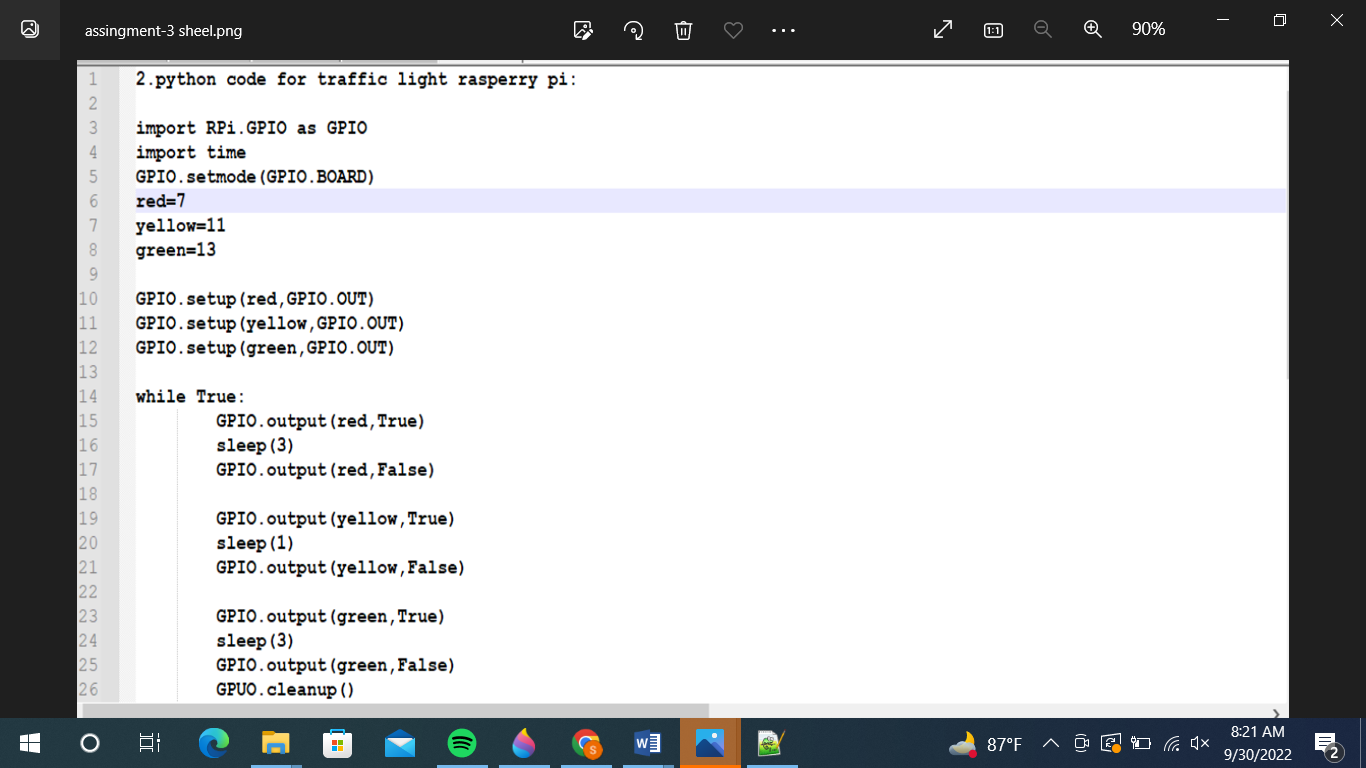 assingment-3 sheel.png
90%
1 2.python code for traffic light rasperry pi:
2
3 import RPi.GPIO as GPIO
4 import time
5 GPIO.setmode(GPIO.BOARD)
6 red=7
7 yellow=11
8 green=13
9
10 GPIO.setup(red,GPIO.OUT)
11 GPIO.setup(yellow,GPIO.OUT)
12 GPIO.setup(green,GPIO.OUT)
13
14 while True:
15 GPIO.output(red,True)
16 sleep(3)
17 GPIO.output(red,False)
18
19 GPIO.output(yellow,True)
20 sleep(1)
21 GPIO.output(yellow,False)
22
23 GPIO.output(green,True)
24 sleep(3)
25 GPIO.output(green,False)
26 GPUO.cleanup()
87°F
8:21 AM
9/30/2022
2